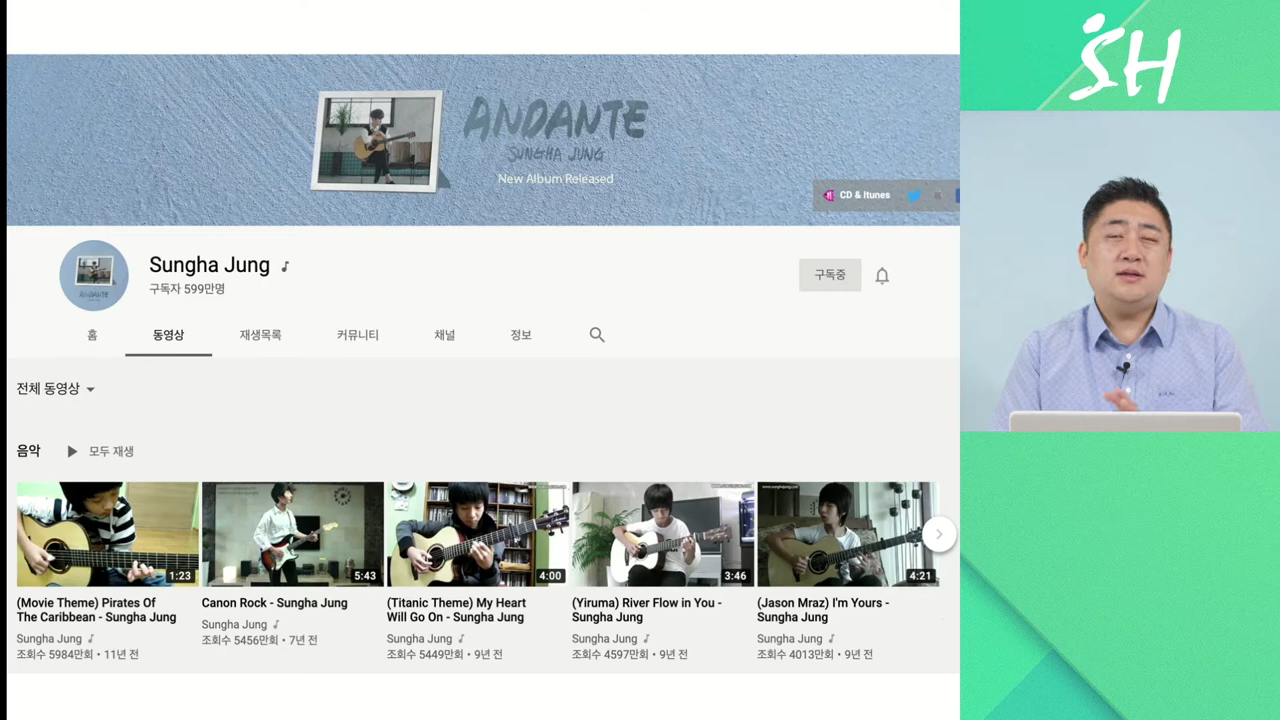 SH
ANDANTE
SUNGHA JUNG
New Album Released
CD & Itunes
ANDANTE
Sungha Jung
구독자 599만명
구독중
홈 동영상 재생목록 커뮤니티 채널 정보
전체 동영상
음악 모두 재생
1:23
(Movie Theme) Pirates Of
The Caribbean - Sungha Jung
Sungha Jung
조회수 5984만회 • 11년 전
5:43
Canon Rock - Sungha Jung
Sungha Jung
조회수 5456만회 • 7년 전
4:00
(Titanic Theme) My Heart
Will Go On - Sungha Jung
Sungha Jung
조회수 5449만회 • 9년 전
3:46
(Yiruma) River Flow in You -
Sungha Jung
Sungha Jung
조회수 4597만회 • 9년 전
4:21
(Jason Mraz) I'm Yours -
Sungha Jung
Sungha Jung
조회수 4013만회 • 9년 전